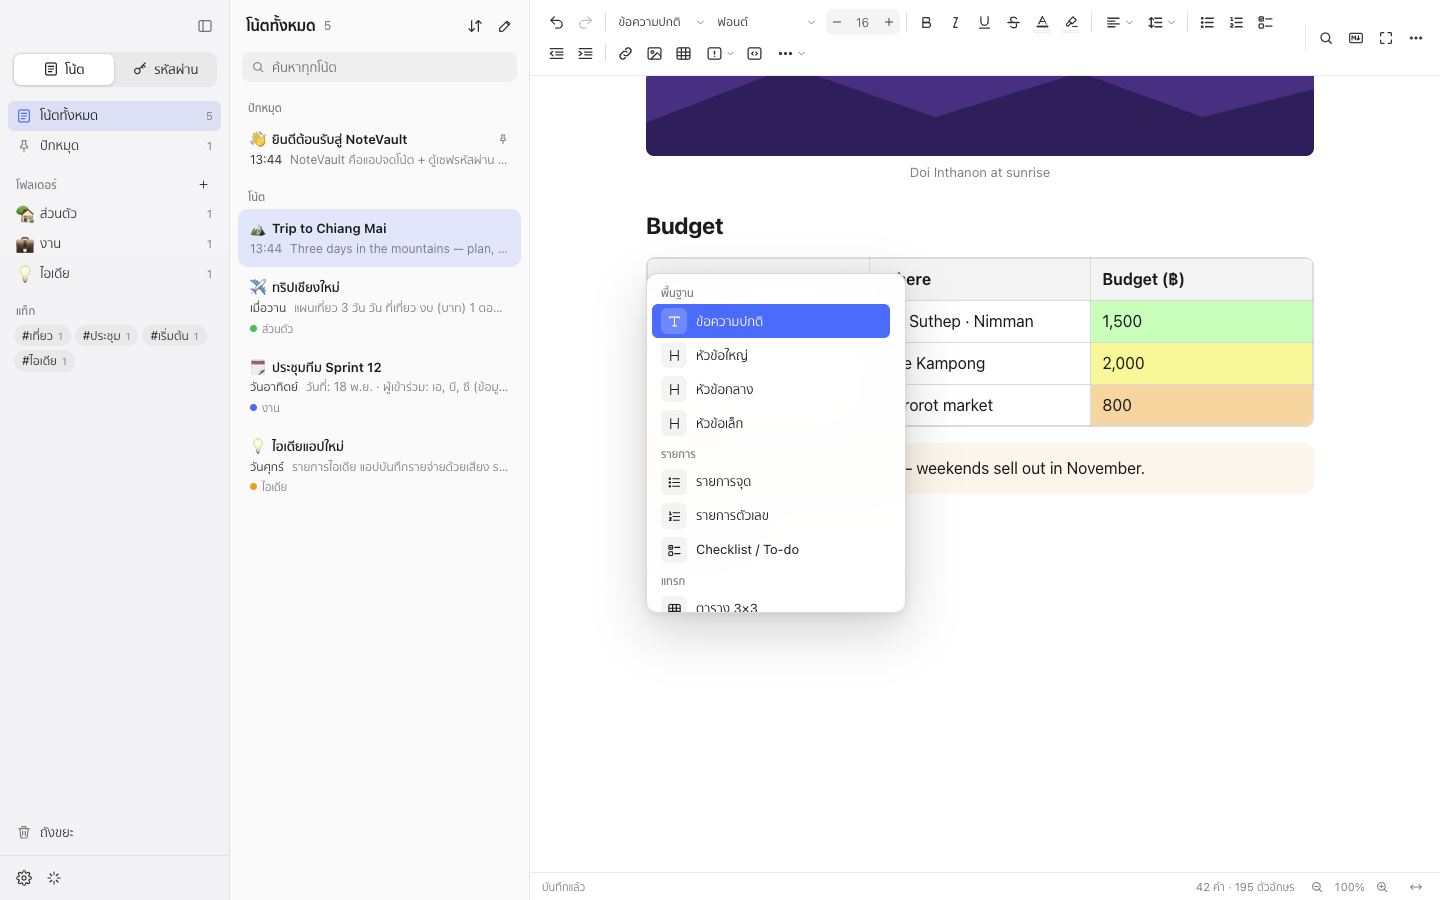 โน้ต
รหัสผ่าน
โน้ตทั้งหมด 5
ปักหมุด 1
โฟลเดอร์
ส่วนตัว 1
งาน 1
ไอเดีย 1
แท็ก
#เที่ยว 1 #ประชุม 1 #เริ่มต้น 1
#ไอเดีย 1
ถังขยะ
โน้ตทั้งหมด 5
ค้นหาทุกโน้ต
ปักหมุด
ยินดีต้อนรับสู่ NoteVault
13:44 NoteVault คือแอปจดโน้ต + ตู้เซฟรหัสผ่าน ...
โน้ต
Trip to Chiang Mai
13:44 Three days in the mountains — plan, ...
ทริปเชียงใหม่
เมื่อวาน แผนเที่ยว 3 วัน วัน ที่เที่ยว งบ (บาท) 1 ดอ...
ส่วนตัว
ประชุมทีม Sprint 12
วันอาทิตย์ วันที่: 18 พ.ย. · ผู้เข้าร่วม: เอ, บี, ซี (ข้อมู...
งาน
ไอเดียแอปใหม่
วันศุกร์ รายการไอเดีย แอปบันทึกรายจ่ายด้วยเสียง ร...
ไอเดีย
ข้อความปกติ ฟอนต์ 16
Doi Inthanon at sunrise
Budget
here Budget (฿)
Suthep · Nimman 1,500
e Kampong 2,000
rorot market 800
– weekends sell out in November.
พื้นฐาน
ข้อความปกติ
หัวข้อใหญ่
หัวข้อกลาง
หัวข้อเล็ก
รายการ
รายการจุด
รายการตัวเลข
Checklist / To-do
แทรก
ตาราง 3×3
บันทึกแล้ว
42 คำ · 195 ตัวอักษร
100%